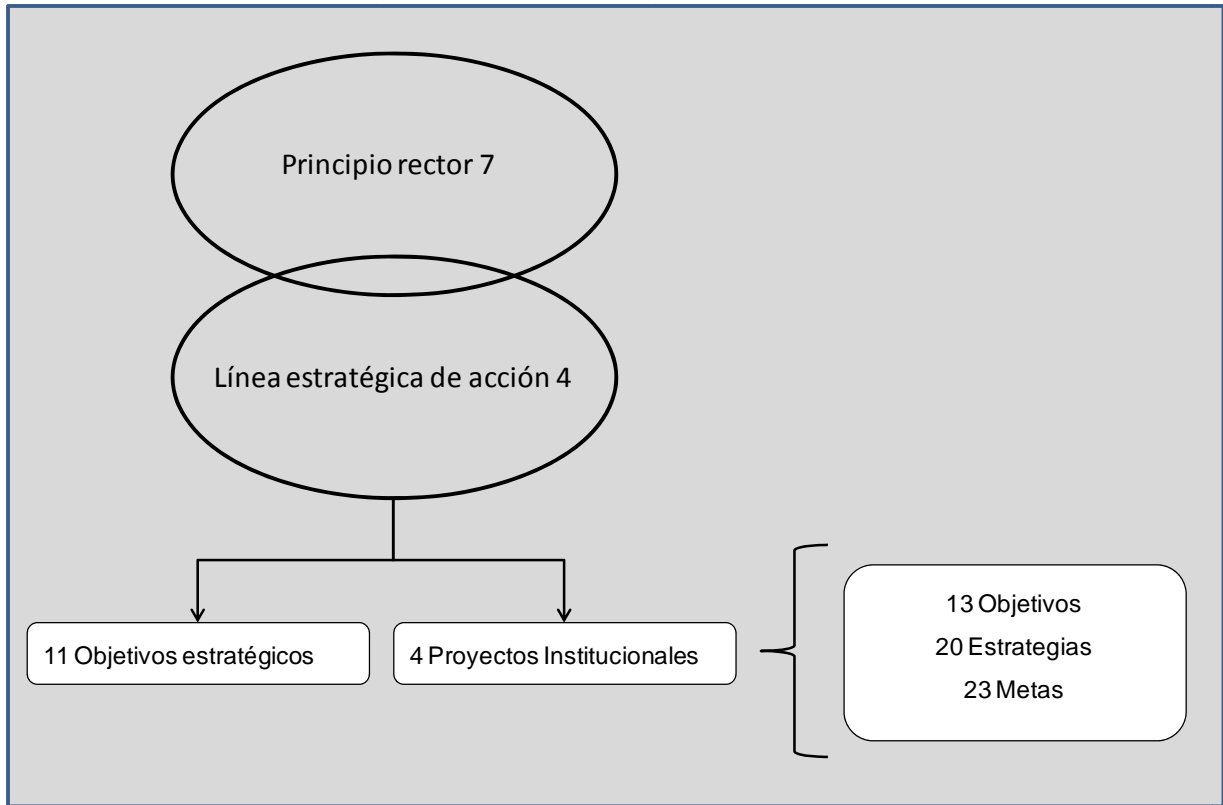 Principio rector 7
Línea estratégica de acción 4
11 Objetivos estratégicos
4 Proyectos Institucionales
13 Objetivos
20 Estrategias
23 Metas